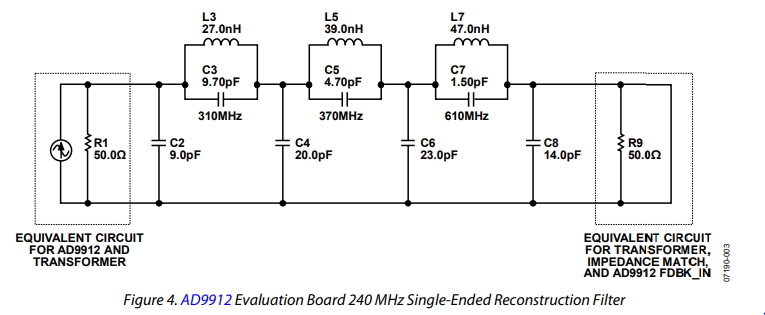 L3
27.0nH
L5
39.0nH
L7
47.0nH
C3
9.70pF
C5
4.70pF
C7
1.50pF
310MHz
370MHz
610MHz
R1
50.0Ω
C2
9.0pF
C4
20.0pF
C6
23.0pF
C8
14.0pF
R9
50.0Ω
EQUIVALENT CIRCUIT
FOR AD9912 AND
TRANSFORMER
EQUIVALENT CIRCUIT
FOR TRANSFORMER,
IMPEDANCE MATCH,
AND AD9912 FDBK_IN
07190-003
Figure 4. AD9912 Evaluation Board 240 MHz Single-Ended Reconstruction Filter